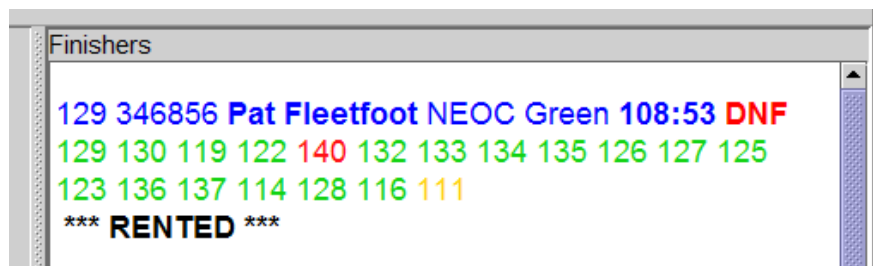 Finishers
129 346856 Pat Fleetfoot NEOC Green 108:53 DNF
129 130 119 122 140 132 133 134 135 126 127 125
123 136 137 114 128 116 111
*** RENTED ***